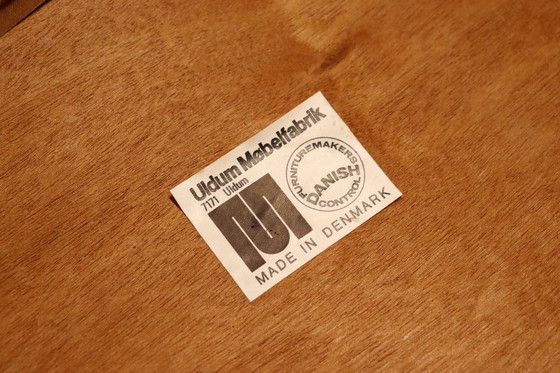 Uldum Møbelfabrik
7171 Uldum
FURNITUREMAKERS
DANISH
CONTROL
MADE IN DENMARK